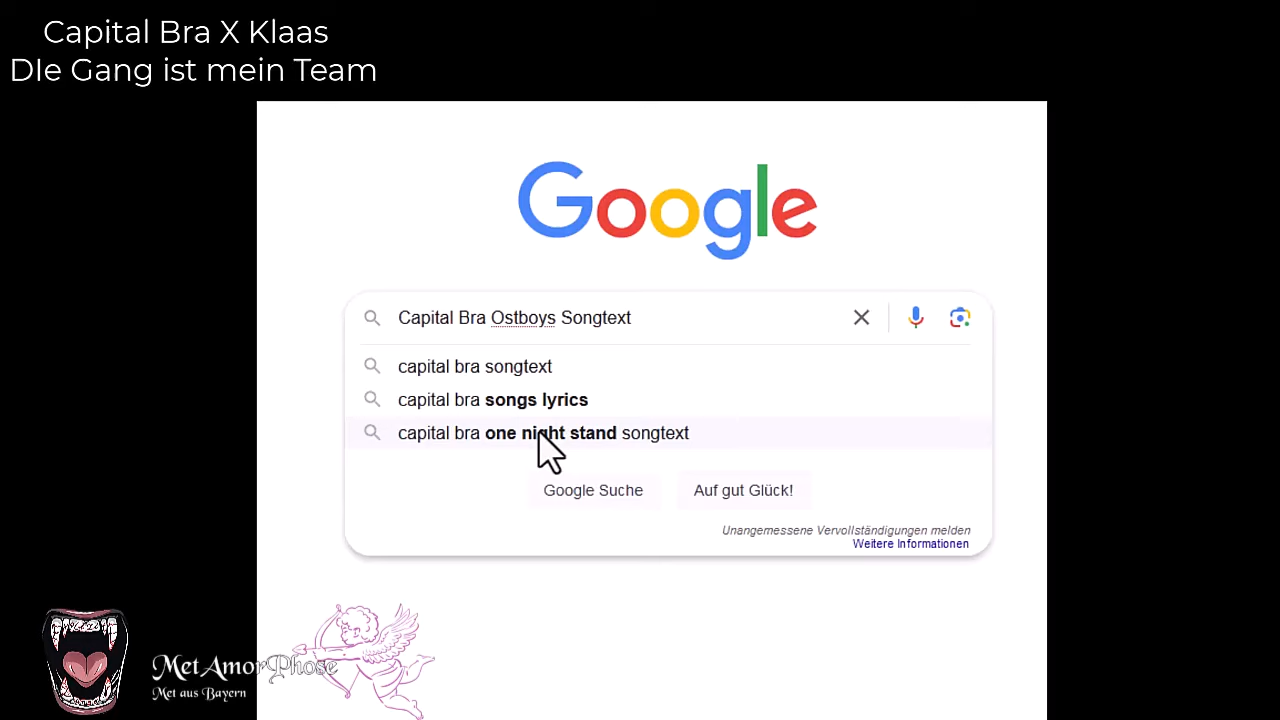 Capital Bra X Klaas
DIe Gang ist mein Team
Google
Capital Bra Ostboys Songtext
capital bra songtext
capital bra songs lyrics
capital bra one night stand songtext
Google Suche
Auf gut Glück!
Unangemessene Vervollständigungen melden
Weitere Informationen
MetAmorPhose
Met aus Bayern